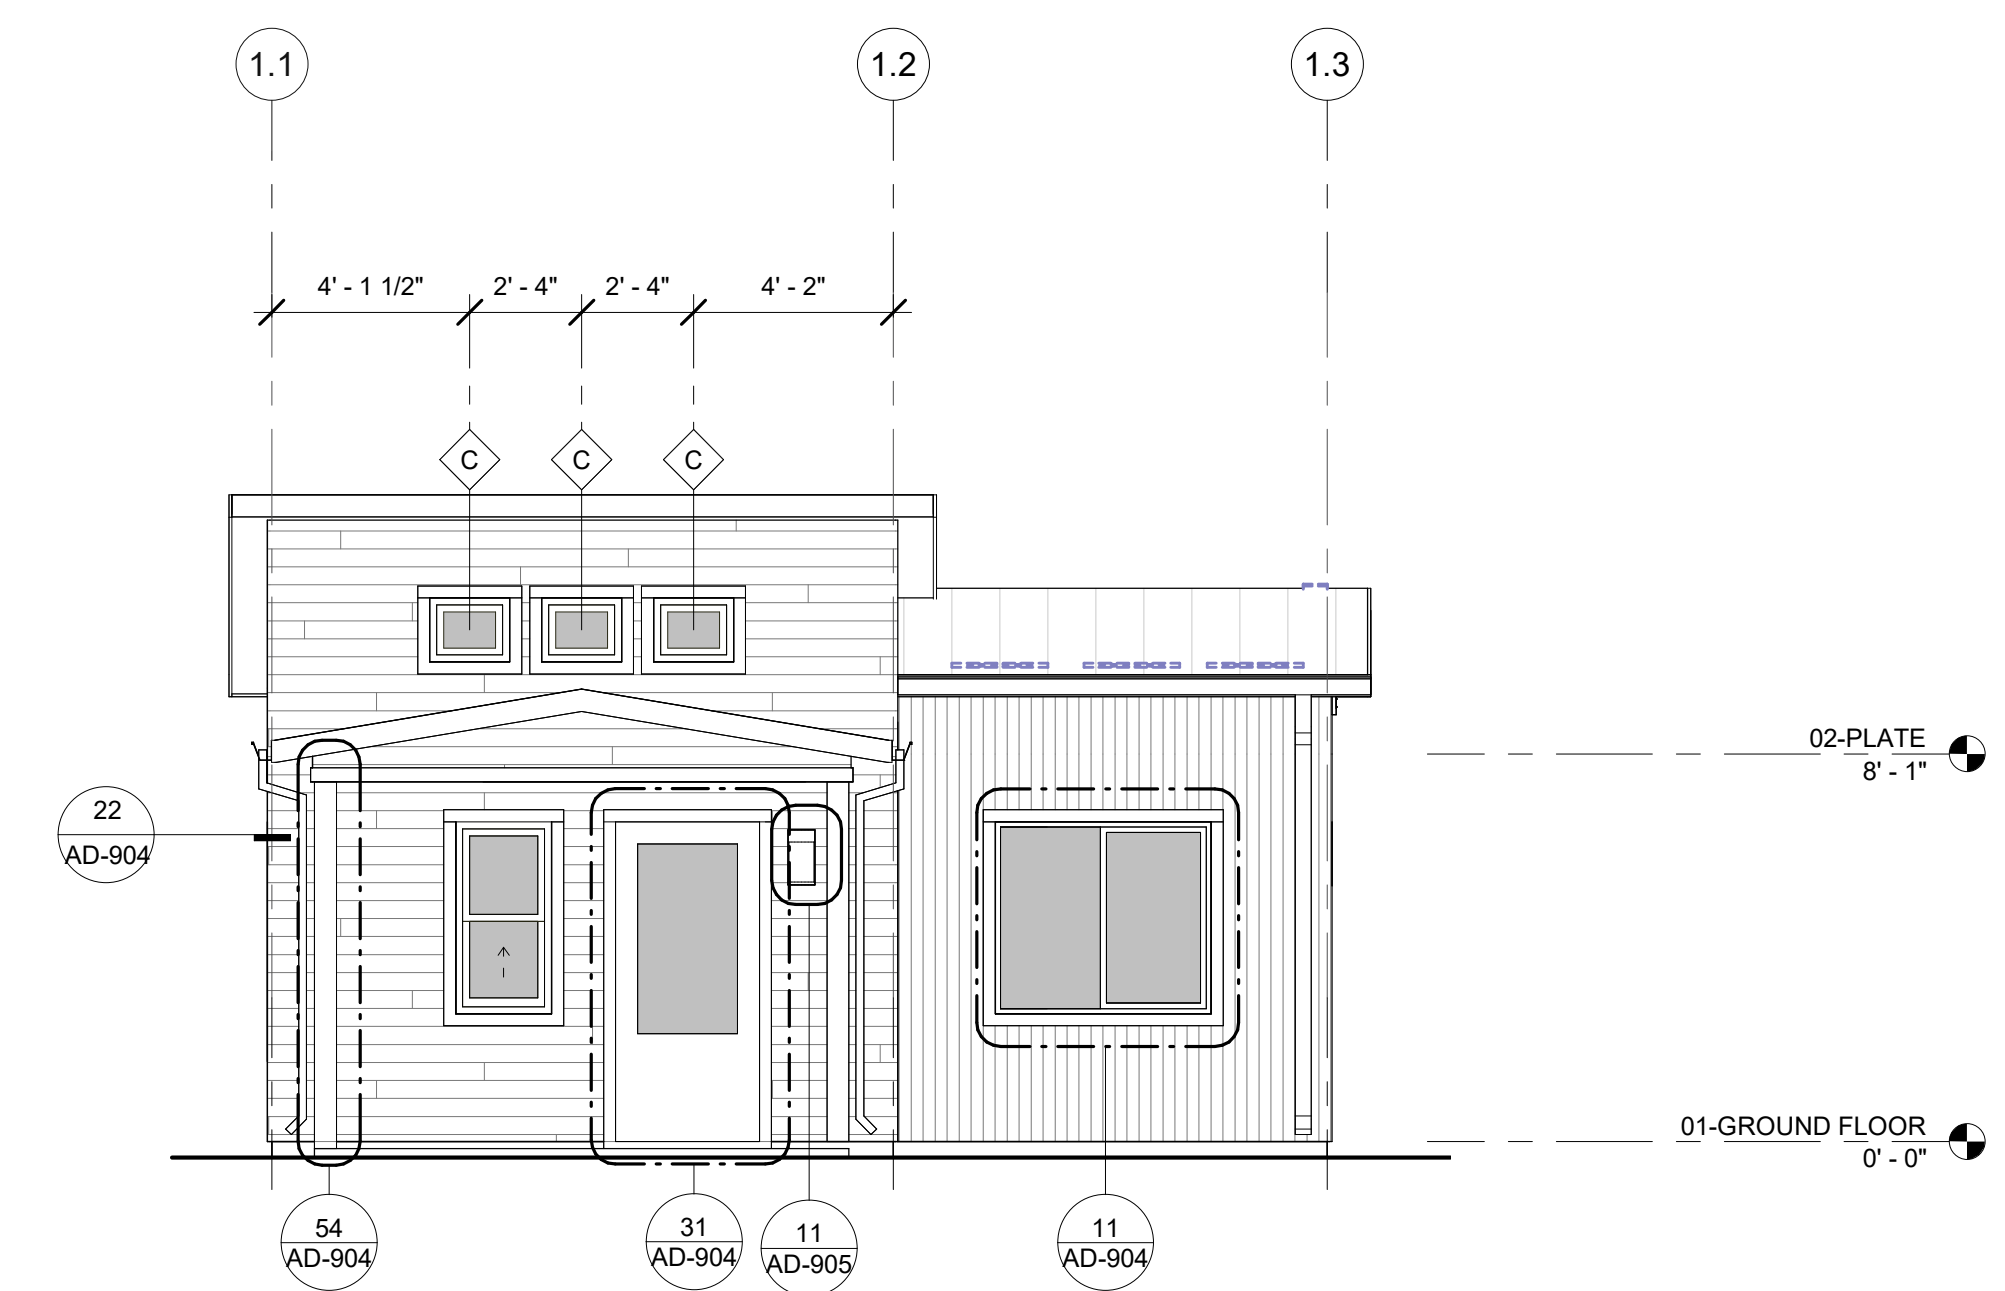 1.1
1.2
1.3
4' - 1 1/2"
2' - 4"
2' - 4"
4' - 2"
C
C
C
02-PLATE
8' - 1"
22
AD-904
01-GROUND FLOOR
0' - 0"
54
AD-904
31
AD-904
11
AD-905
11
AD-904